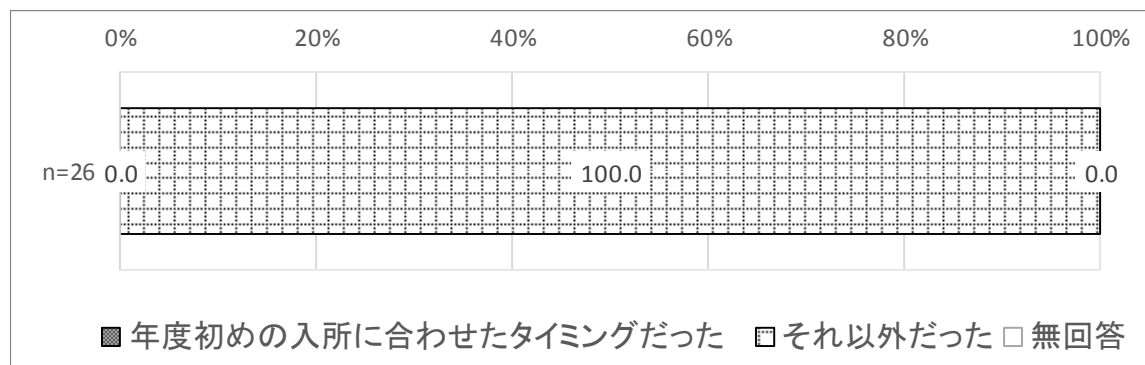 0% 20% 40% 60% 80% 100%
n=26 0.0 100.0 0.0
年度初めの入所に合わせたタイミングだった それ以外だった 無回答